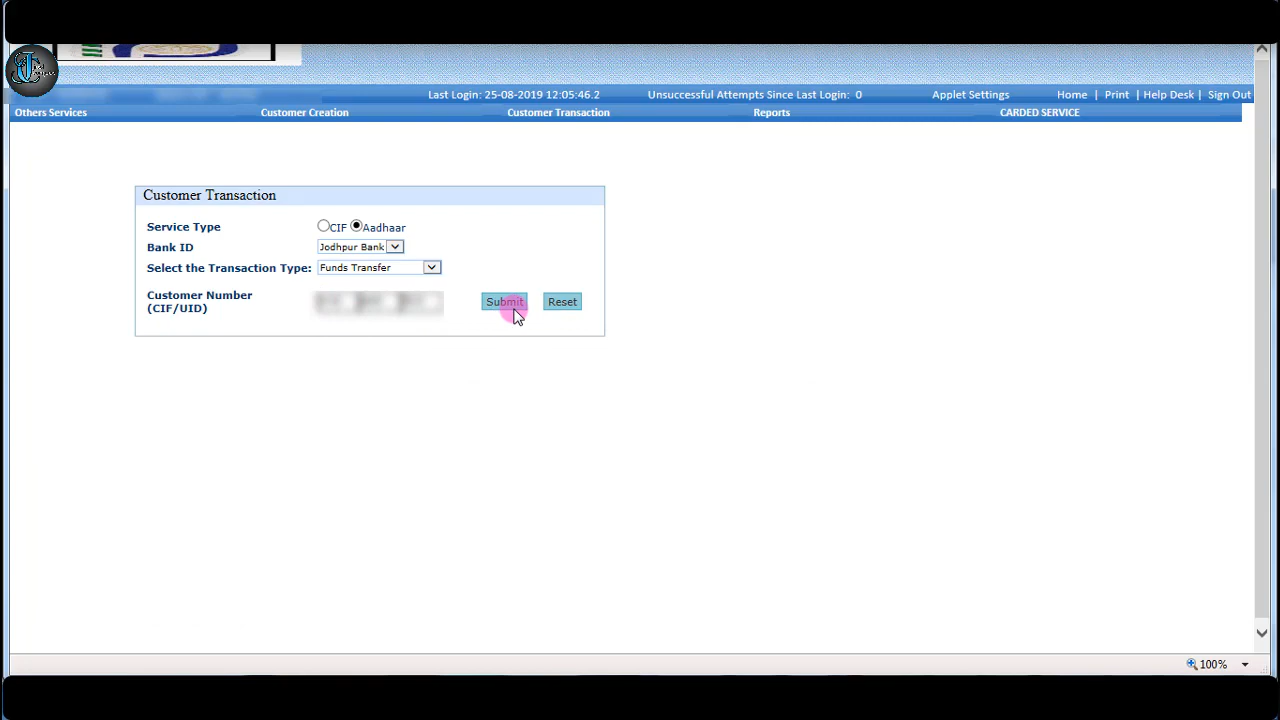 Last Login: 25-08-2019 12:05:46.2 Unsuccessful Attempts Since Last Login: 0 Applet Settings Home | Print | Help Desk | Sign Out
Others Services Customer Creation Customer Transaction Reports CARDED SERVICE
Customer Transaction
Service Type CIF Aadhaar
Bank ID Jodhpur Bank
Select the Transaction Type: Funds Transfer
Customer Number
(CIF/UID)
Submit Reset
100%